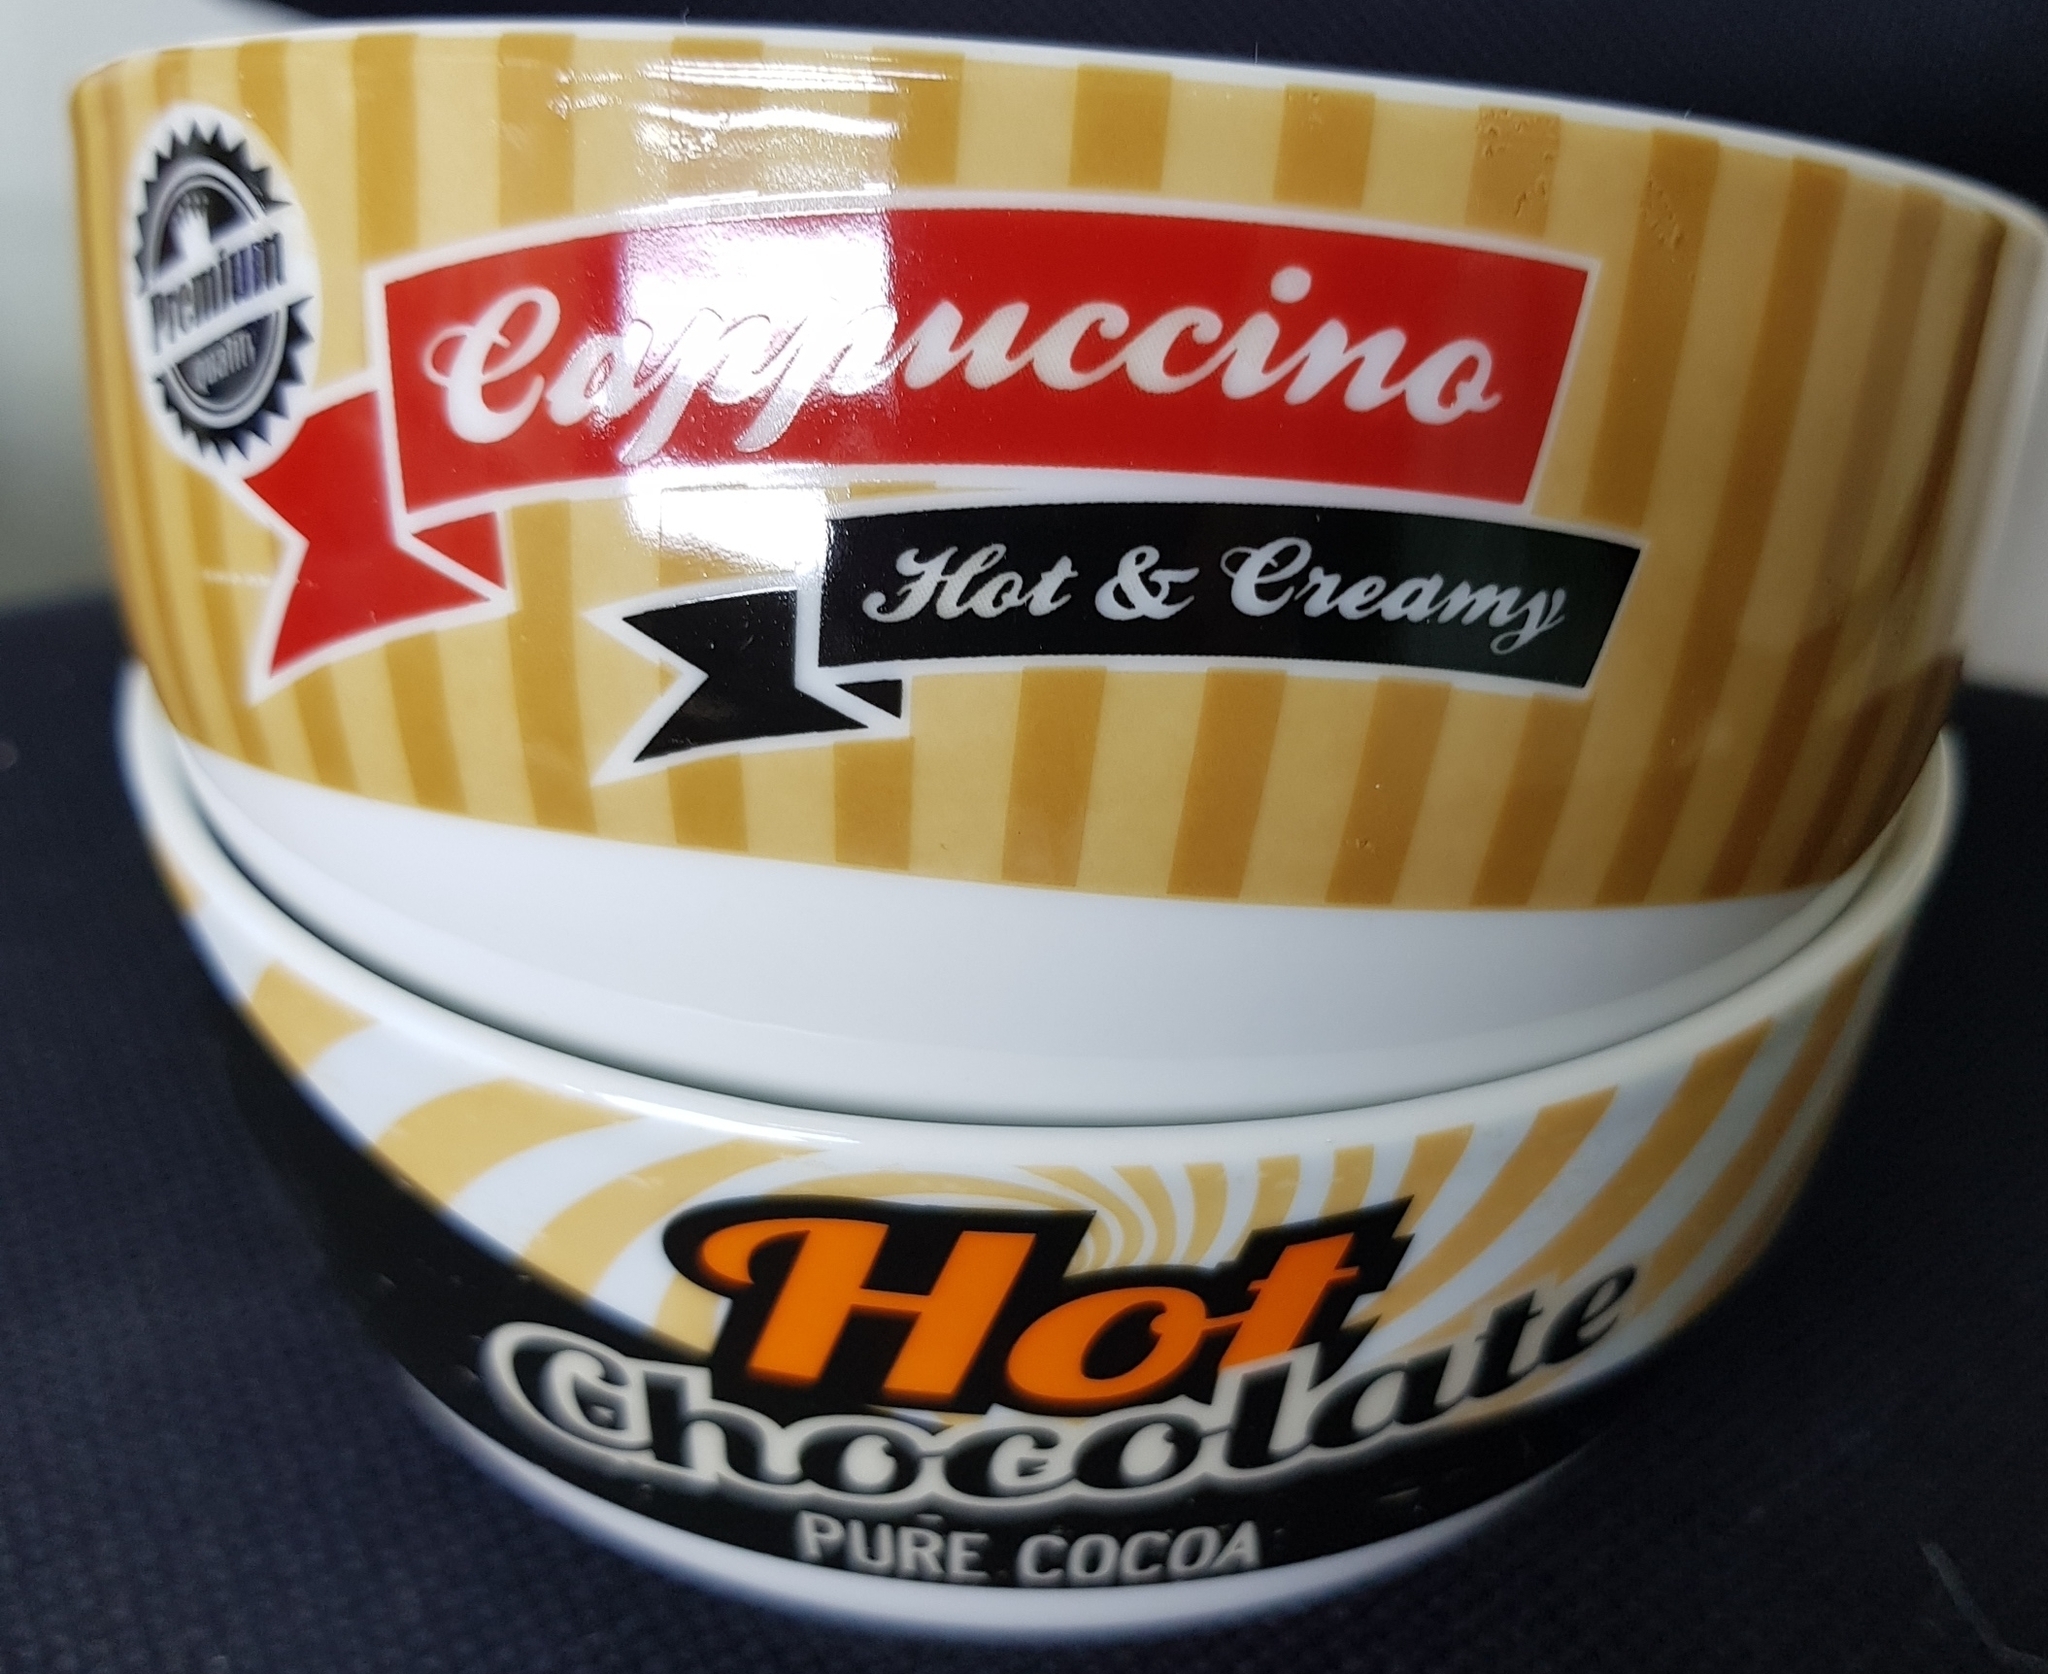 Premium
Quality
Cappuccino
Hot & Creamy
Hot
Chocolate
PURE COCOA